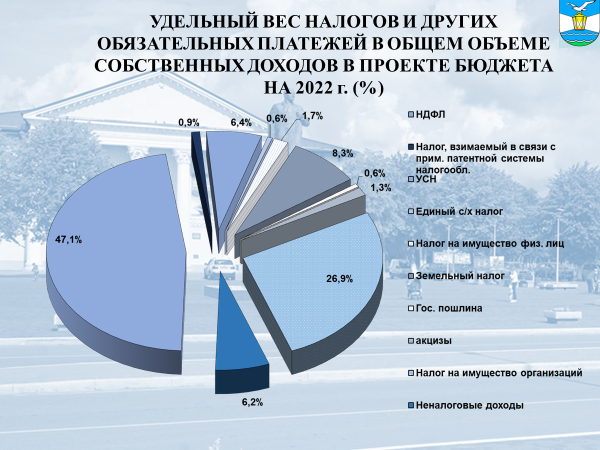 УДЕЛЬНЫЙ ВЕС НАЛОГОВ И ДРУГИХ
ОБЯЗАТЕЛЬНЫХ ПЛАТЕЖЕЙ В ОБЩЕМ ОБЪЕМЕ
СОБСТВЕННЫХ ДОХОДОВ В ПРОЕКТЕ БЮДЖЕТА
НА 2022 г. (%)
0,9%
6,4%
0,6%
1,7%
8,3%
0,6%
1,3%
47,1%
26,9%
6,2%
НДФЛ
Налог, взимаемый в связи с
прим. патентной системы
налогообл.
УСН
Единый с/х налог
Налог на имущество физ. лиц
Земельный налог
Гос. пошлина
акцизы
Налог на имущество организаций
Неналоговые доходы